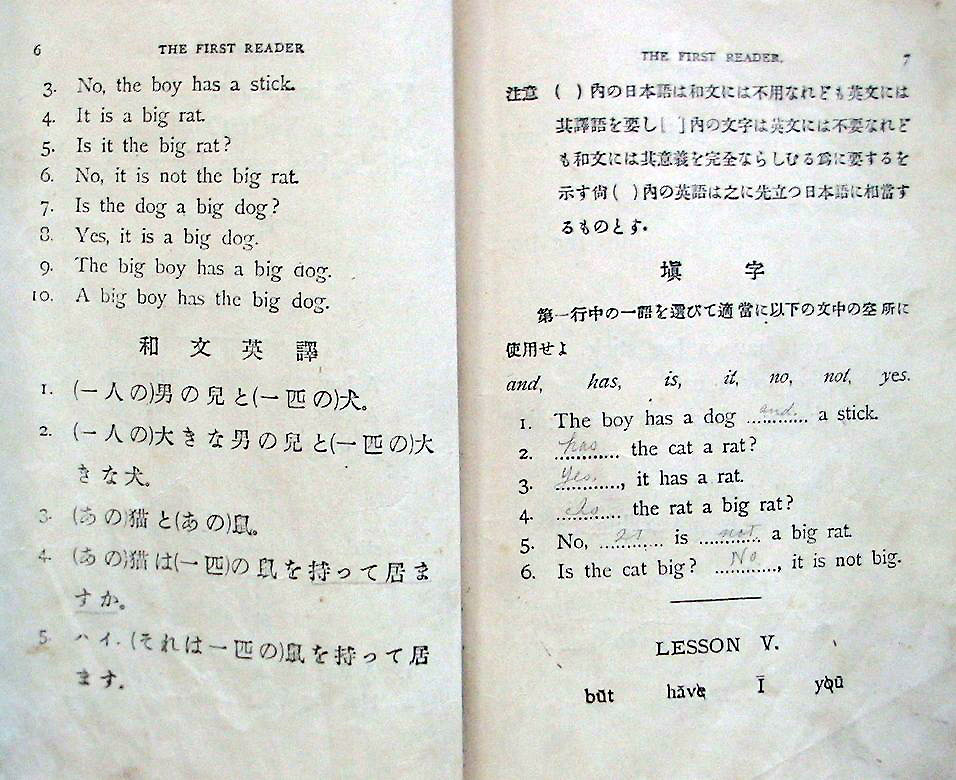 6 THE FIRST READER
3. No, the boy has a stick.
4. It is a big rat.
5. Is it the big rat?
6. No, it is not the big rat.
7. Is the dog a big dog?
8. Yes, it is a big dog.
9. The big boy has a big dog.
10. A big boy has the big dog.
和文英譯
1. (一人の)男の兒と(一匹の)犬。
2. (一人の)大きな男の兒と(一匹の)大
きな犬。
3. (あの)猫と(あの)鼠。
4. (あの)猫は(一匹)の鼠を持って居ま
すか。
5. ハイ.(それは一匹の)鼠を持って居
ます.
THE FIRST READER. 7
注意 ( )内の日本語は和文には不用なれども英文には
其譯語を要し[ ]内の文字は英文には不要なれど
も和文には其意義を完全ならしむる爲に要するを
示す尙( )内の英語は之に先立つ日本語に相當す
るものとす.
塡字
第一行中の一語を選びて適當に以下の文中の空所に
使用せよ
and, has, is, it, no, not, yes.
1. The boy has a dog ...and... a stick.
2. ...has... the cat a rat?
3. ...Yes..., it has a rat.
4. ...Is... the rat a big rat?
5. No, ...it... is ...not... a big rat.
6. Is the cat big? ...No..., it is not big.
LESSON V.
bŭt hăve Ī yoū